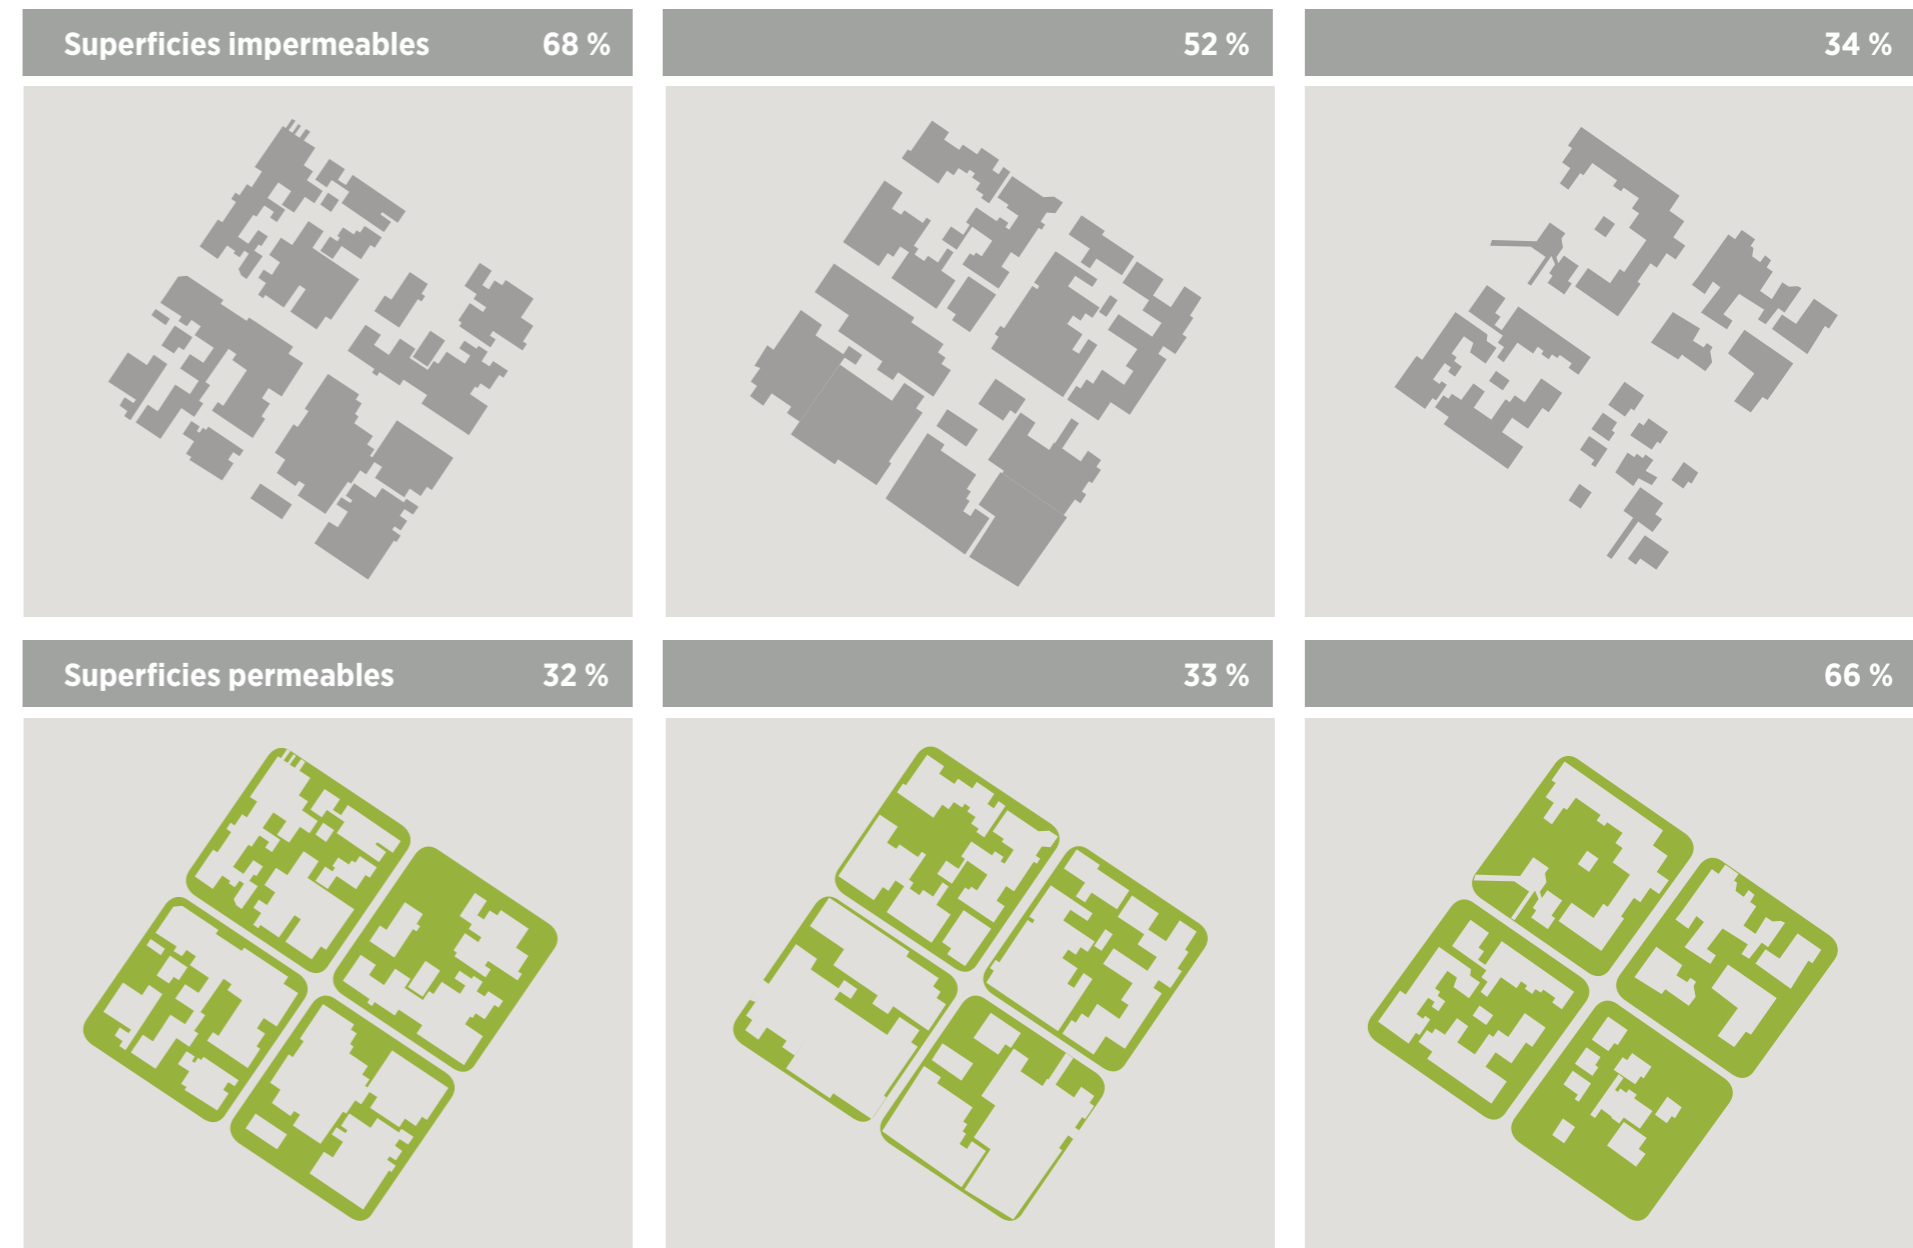 Superficies impermeables 68 %
52 %
34 %
Superficies permeables 32 %
33 %
66 %